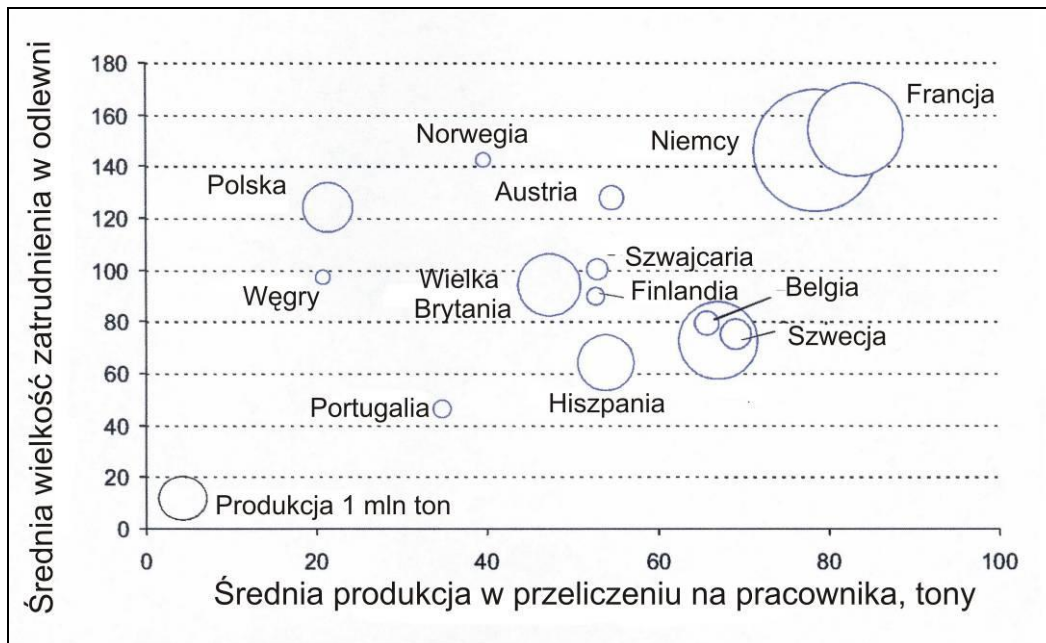 Średnia wielkość zatrudnienia w odlewni
180
160
140
120
100
80
60
40
20
0
Francja
Niemcy
Norwegia
Polska
Austria
Szwajcaria
Węgry
Wielka
Brytania
Finlandia
Belgia
Szwecja
Hiszpania
Portugalia
Produkcja 1 mln ton
0 20 40 60 80 100
Średnia produkcja w przeliczeniu na pracownika, tony